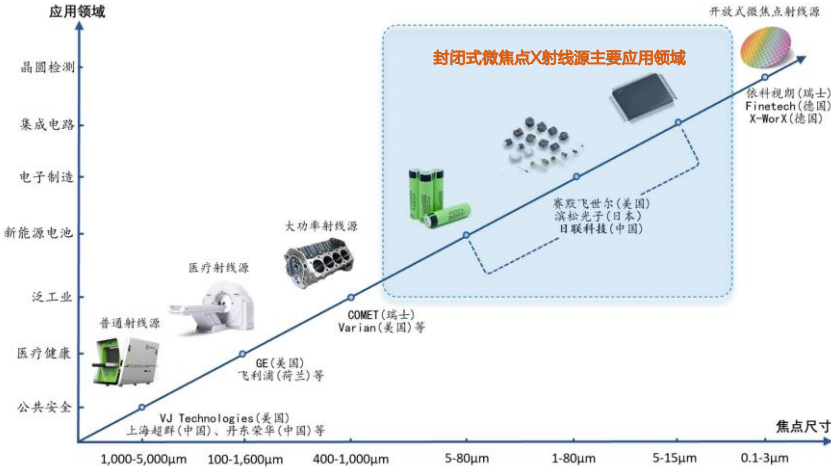 应用领域
开放式微焦点射线源
封闭式微焦点X射线源主要应用领域
晶圆检测
依科视朗(瑞士)
Finetech(德国)
X-WorX(德国)
集成电路
电子制造
赛默飞世尔(美国)
滨松光子(日本)
日联科技(中国)
新能源电池
大功率射线源
医疗射线源
泛工业
COMET(瑞士)
Varian(美国)等
普通射线源
医疗健康
GE(美国)
飞利浦(荷兰)等
公共安全
VJ Technologies(美国)
上海超群(中国)、丹东荣华(中国)等
焦点尺寸
1,000-5,000μm
100-1,600μm
400-1,000μm
5-80μm
1-80μm
5-15μm
0.1-3μm